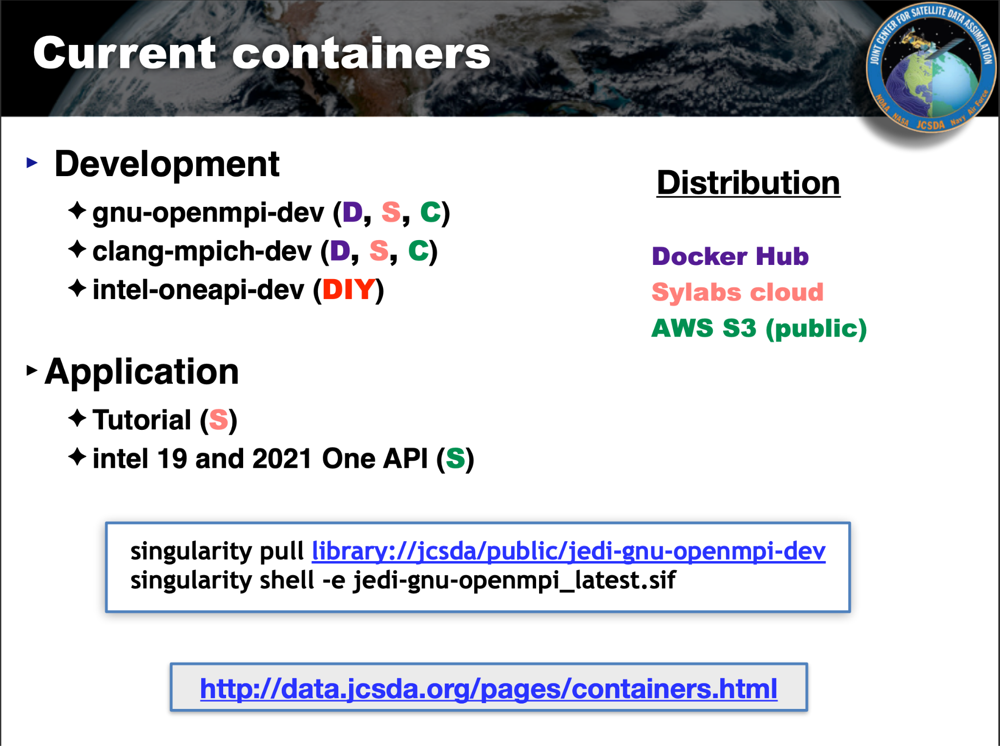 Current containers
JOINT CENTER FOR SATELLITE DATA ASSIMILATION
NOAA NASA JCSDA Navy Air Force
▸ Development
✦ gnu-openmpi-dev (D, S, C)
✦ clang-mpich-dev (D, S, C)
✦ intel-oneapi-dev (DIY)
▸ Application
✦ Tutorial (S)
✦ intel 19 and 2021 One API (S)
Distribution
Docker Hub
Sylabs cloud
AWS S3 (public)
singularity pull library://jcsda/public/jedi-gnu-openmpi-dev
singularity shell -e jedi-gnu-openmpi_latest.sif
http://data.jcsda.org/pages/containers.html